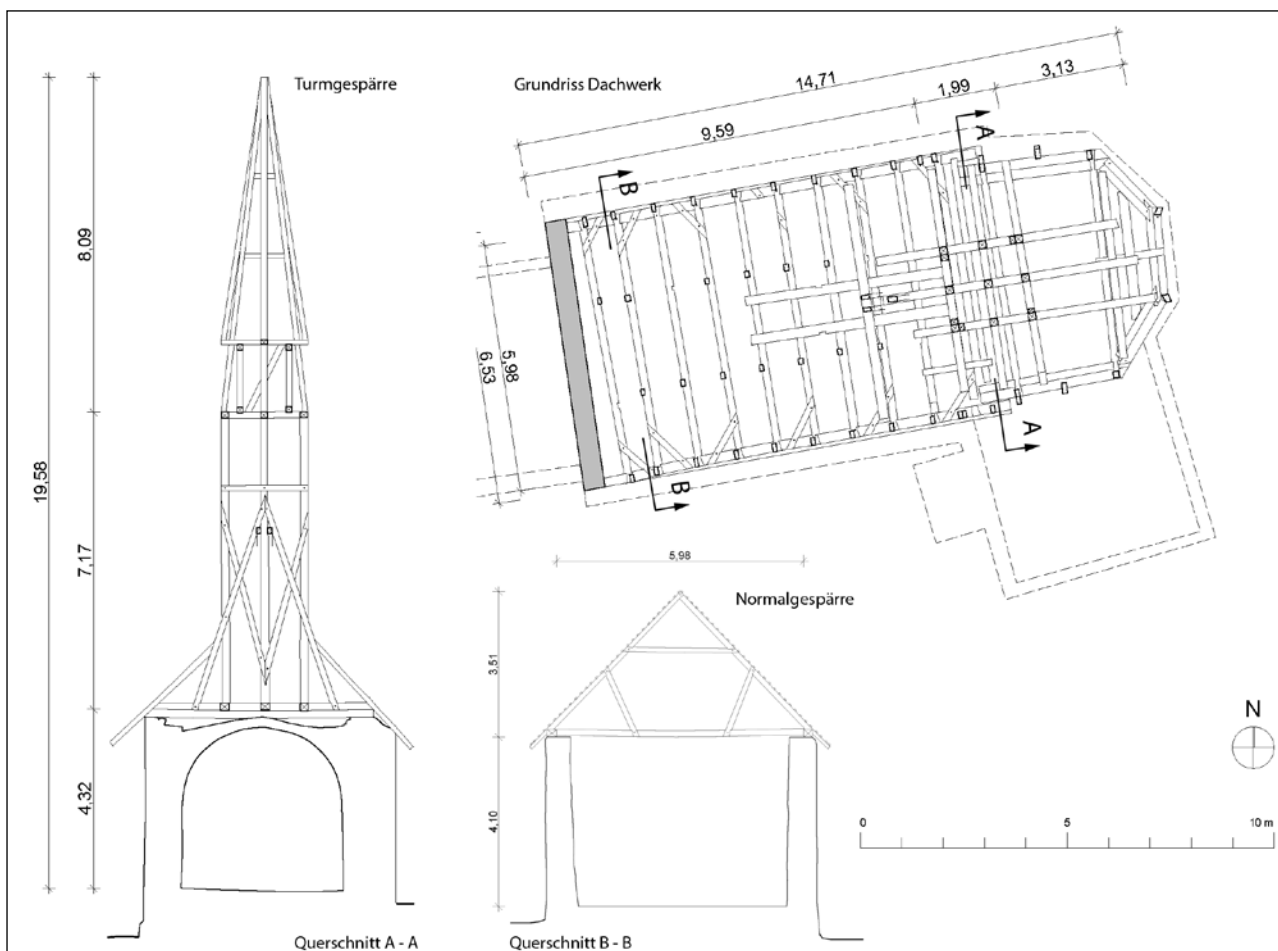 Turmgespärre
19,58
8,09
7,17
4,32
Querschnitt A - A
Grundriss Dachwerk
14,71
9,59
1,99
3,13
A
B
5,98
6,53
A
B
5,98
Normalgespärre
3,51
4,10
Querschnitt B - B
N
0 5 10 m